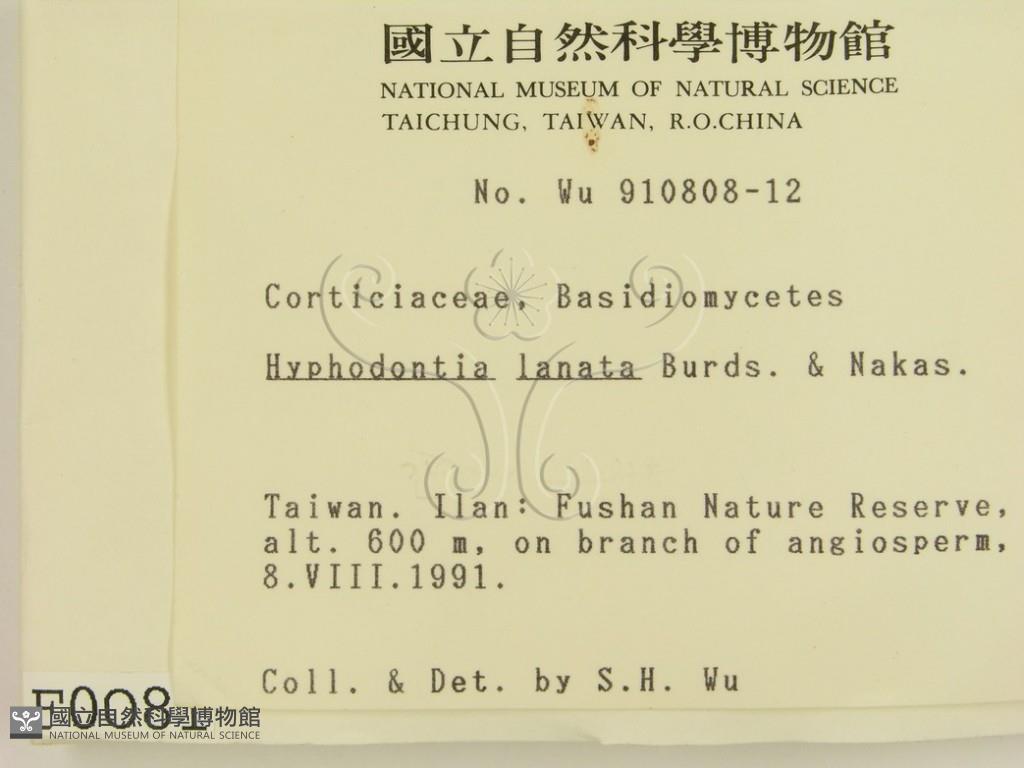 國立自然科學博物館
NATIONAL MUSEUM OF NATURAL SCIENCE
TAICHUNG, TAIWAN, R.O.CHINA
No. Wu 910808-12
Corticiaceae, Basidiomycetes
Hyphodontia lanata Burds. & Nakas.
Taiwan. Ilan: Fushan Nature Reserve,
alt. 600 m, on branch of angiosperm,
8.VIII.1991.
Coll. & Det. by S.H. Wu
國立自然科學博物館
NATIONAL MUSEUM OF NATURAL SCIENCE